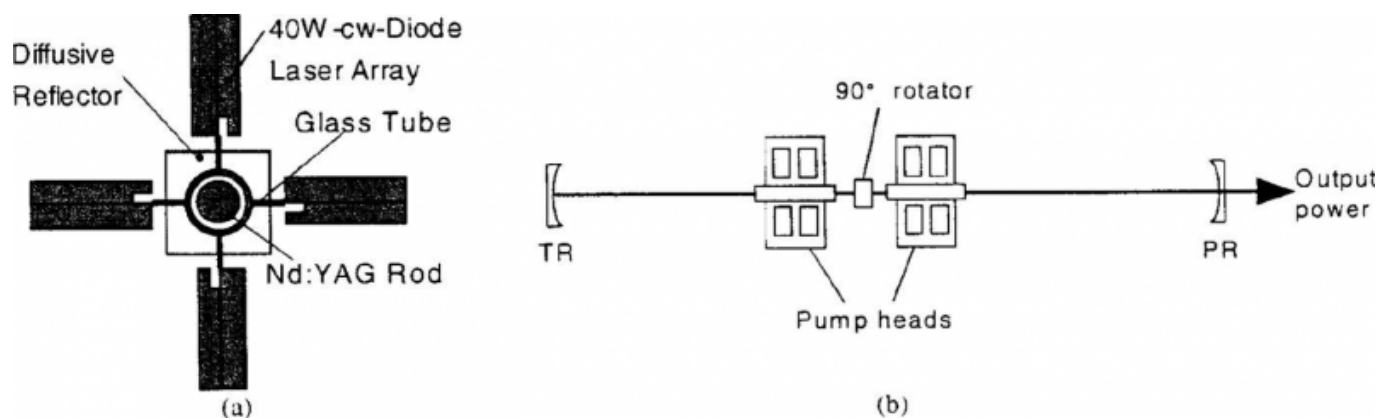 40W-cw-Diode
Laser Array
Diffusive
Reflector
Glass Tube
Nd:YAG Rod
(a)
90° rotator
TR
Pump heads
PR
Output
power
(b)